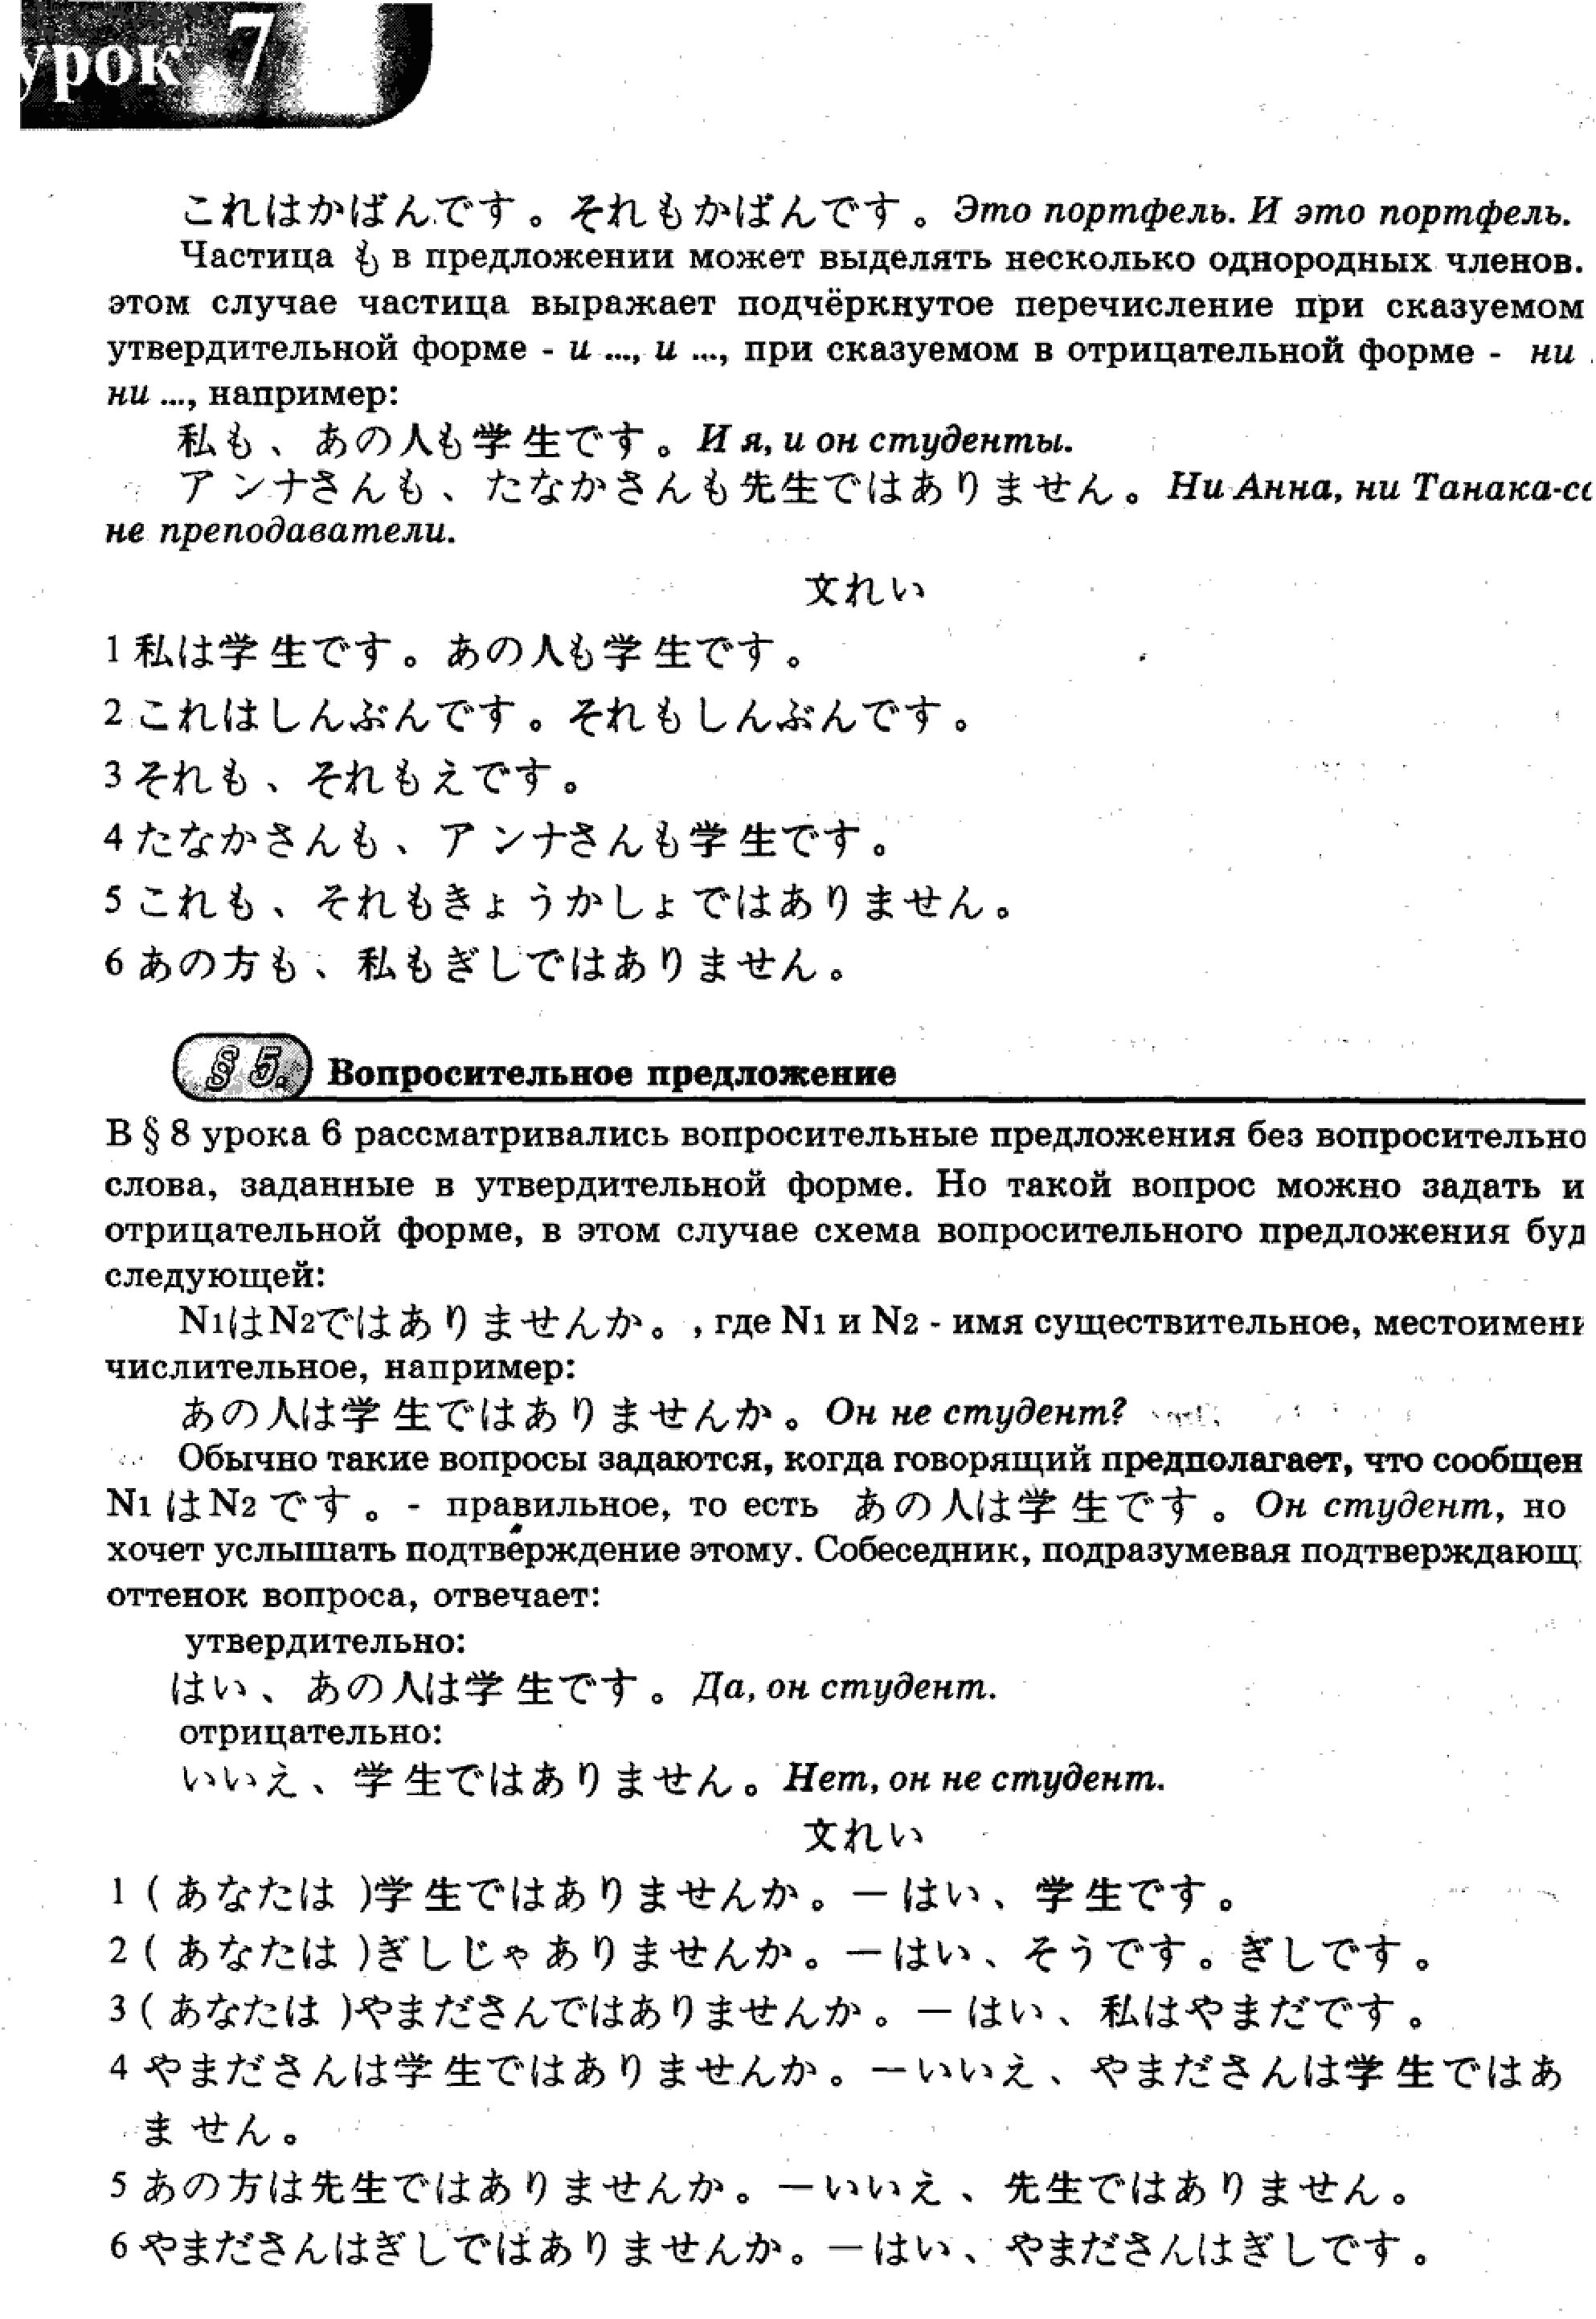 урок 7
これはかばんです。それもかばんです。Это портфель. И это портфель.
Частица も в предложении может выделять несколько однородных членов.
этом случае частица выражает подчёркнутое перечисление при сказуемом
утвердительной форме - и ..., и ..., при сказуемом в отрицательной форме - ни
ни ..., например:
私も、あの人も学生です。И я, и он студенты.
アンナさんも、たなかさんも先生ではありません。Ни Анна, ни Танака-са
не преподаватели.
文れい
1 私は学生です。あの人も学生です。
2 これはしんぶんです。それもしんぶんです。
3 それも、それもえです。
4 たなかさんも、アンナさんも学生です。
5 これも、それもきょうかしょではありません。
6 あの方も、私もぎしではありません。
§ 5. Вопросительное предложение
В § 8 урока 6 рассматривались вопросительные предложения без вопросительно
слова, заданные в утвердительной форме. Но такой вопрос можно задать и
отрицательной форме, в этом случае схема вопросительного предложения буд
следующей:
N1はN2ではありませんか。, где N1 и N2 - имя существительное, местоимени
числительное, например:
あの人は学生ではありませんか。Он не студент?
Обычно такие вопросы задаются, когда говорящий предполагает, что сообщен
N1 はN2 です。- правильное, то есть あの人は学生です。Он студент, но
хочет услышать подтверждение этому. Собеседник, подразумевая подтверждающ
оттенок вопроса, отвечает:
утвердительно:
はい、あの人は学生です。Да, он студент.
отрицательно:
いいえ、学生ではありません。Нет, он не студент.
文れい
1 ( あなたは )学生ではありませんか。－はい、学生です。
2 ( あなたは )ぎしじゃありませんか。－はい、そうです。ぎしです。
3 ( あなたは )やまださんではありませんか。－はい、私はやまだです。
4 やまださんは学生ではありませんか。－いいえ、やまださんは学生ではあ
ません。
5 あの方は先生ではありませんか。－いいえ、先生ではありません。
6 やまださんはぎしではありませんか。－はい、やまださんはぎしです。